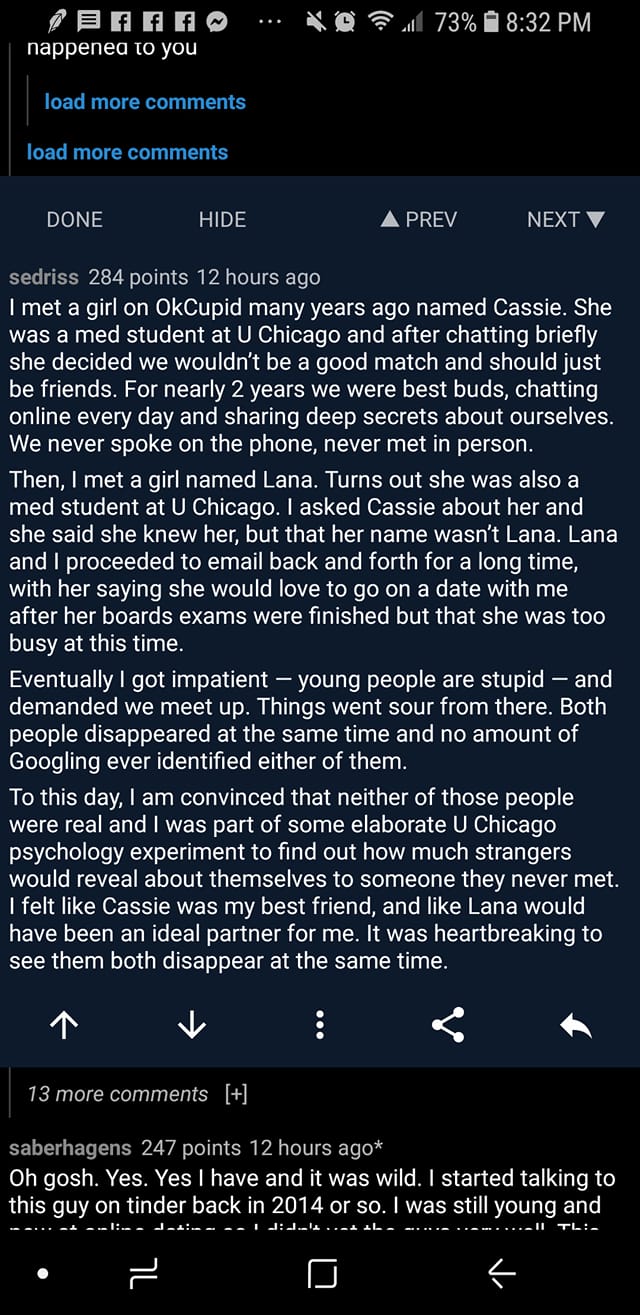 73% 8:32 PM
happened to you
load more comments
load more comments
DONE HIDE ▲ PREV NEXT ▼
sedriss 284 points 12 hours ago
I met a girl on OkCupid many years ago named Cassie. She
was a med student at U Chicago and after chatting briefly
she decided we wouldn't be a good match and should just
be friends. For nearly 2 years we were best buds, chatting
online every day and sharing deep secrets about ourselves.
We never spoke on the phone, never met in person.
Then, I met a girl named Lana. Turns out she was also a
med student at U Chicago. I asked Cassie about her and
she said she knew her, but that her name wasn't Lana. Lana
and I proceeded to email back and forth for a long time,
with her saying she would love to go on a date with me
after her boards exams were finished but that she was too
busy at this time.
Eventually I got impatient — young people are stupid — and
demanded we meet up. Things went sour from there. Both
people disappeared at the same time and no amount of
Googling ever identified either of them.
To this day, I am convinced that neither of those people
were real and I was part of some elaborate U Chicago
psychology experiment to find out how much strangers
would reveal about themselves to someone they never met.
I felt like Cassie was my best friend, and like Lana would
have been an ideal partner for me. It was heartbreaking to
see them both disappear at the same time.
13 more comments [+]
saberhagens 247 points 12 hours ago*
Oh gosh. Yes. Yes I have and it was wild. I started talking to
this guy on tinder back in 2014 or so. I was still young and